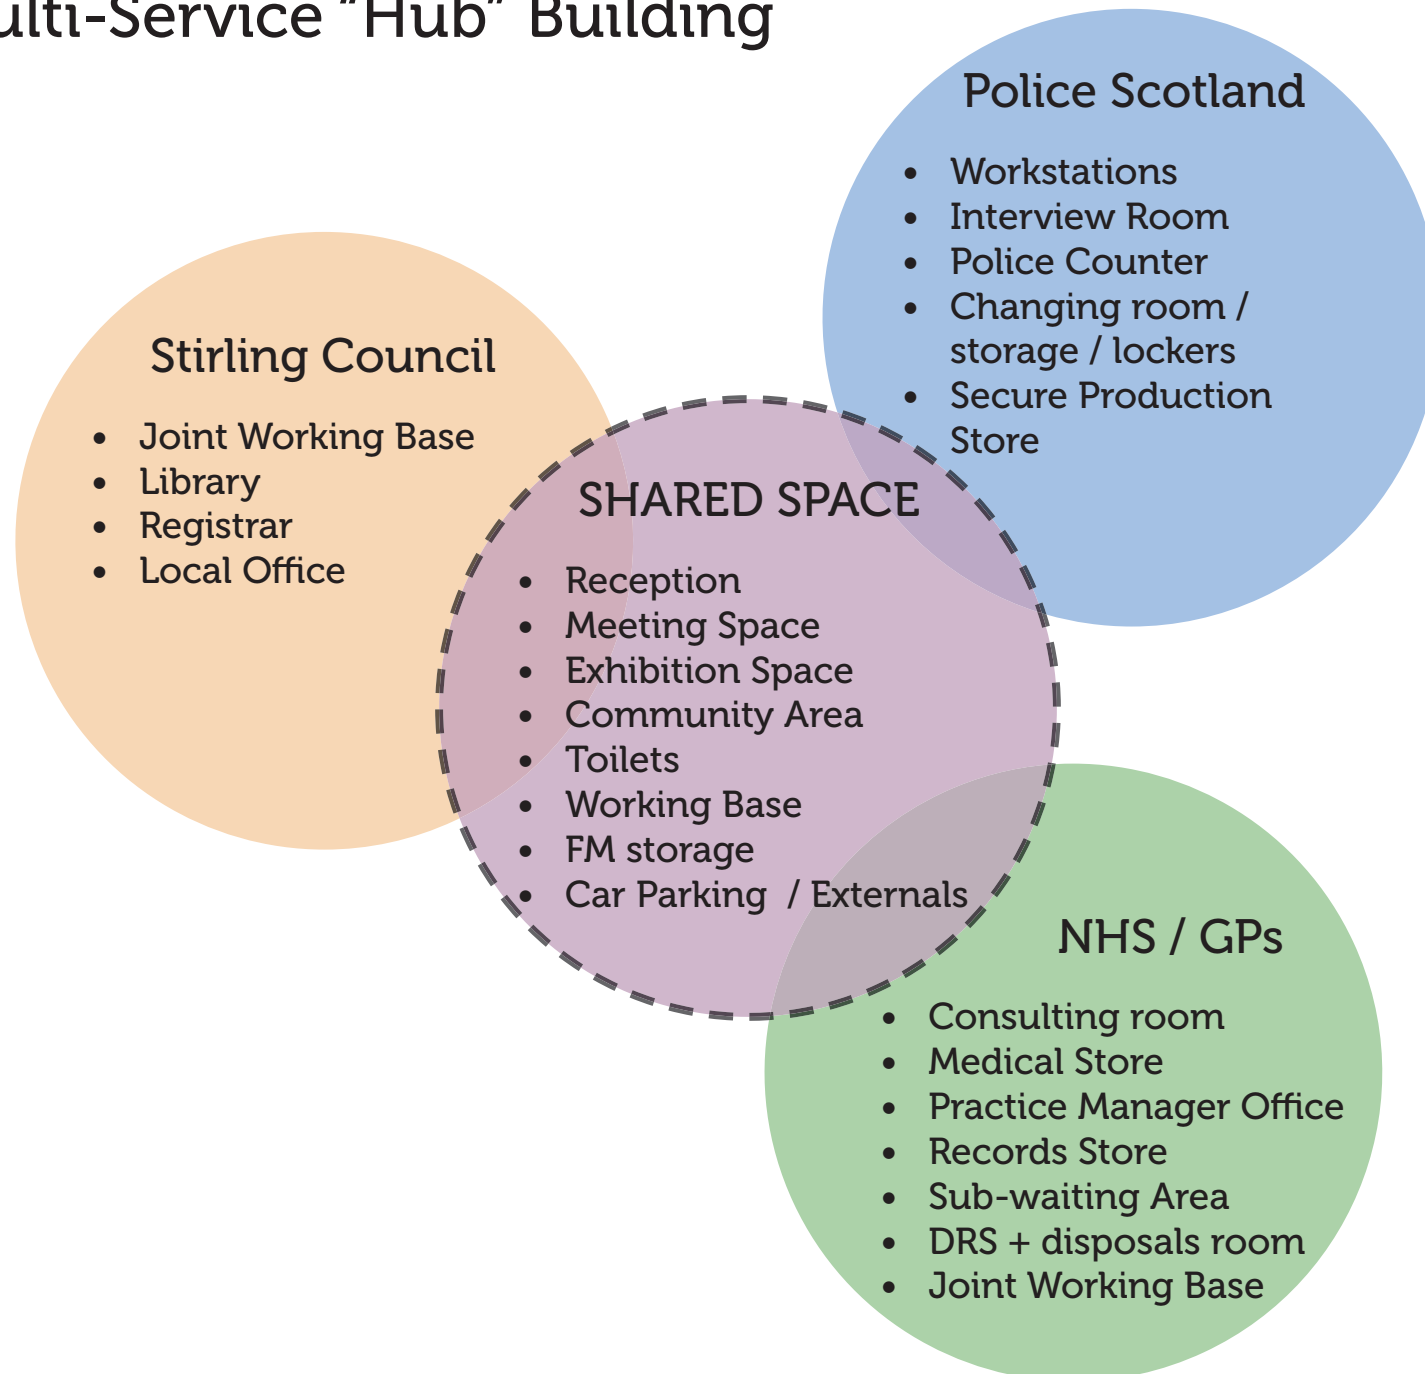 ulti-Service "Hub" Building
Police Scotland
• Workstations
• Interview Room
• Police Counter
• Changing room /
storage / lockers
• Secure Production
Store
Stirling Council
• Joint Working Base
• Library
• Registrar
• Local Office
SHARED SPACE
• Reception
• Meeting Space
• Exhibition Space
• Community Area
• Toilets
• Working Base
• FM storage
• Car Parking / Externals
NHS / GPs
• Consulting room
• Medical Store
• Practice Manager Office
• Records Store
• Sub-waiting Area
• DRS + disposals room
• Joint Working Base